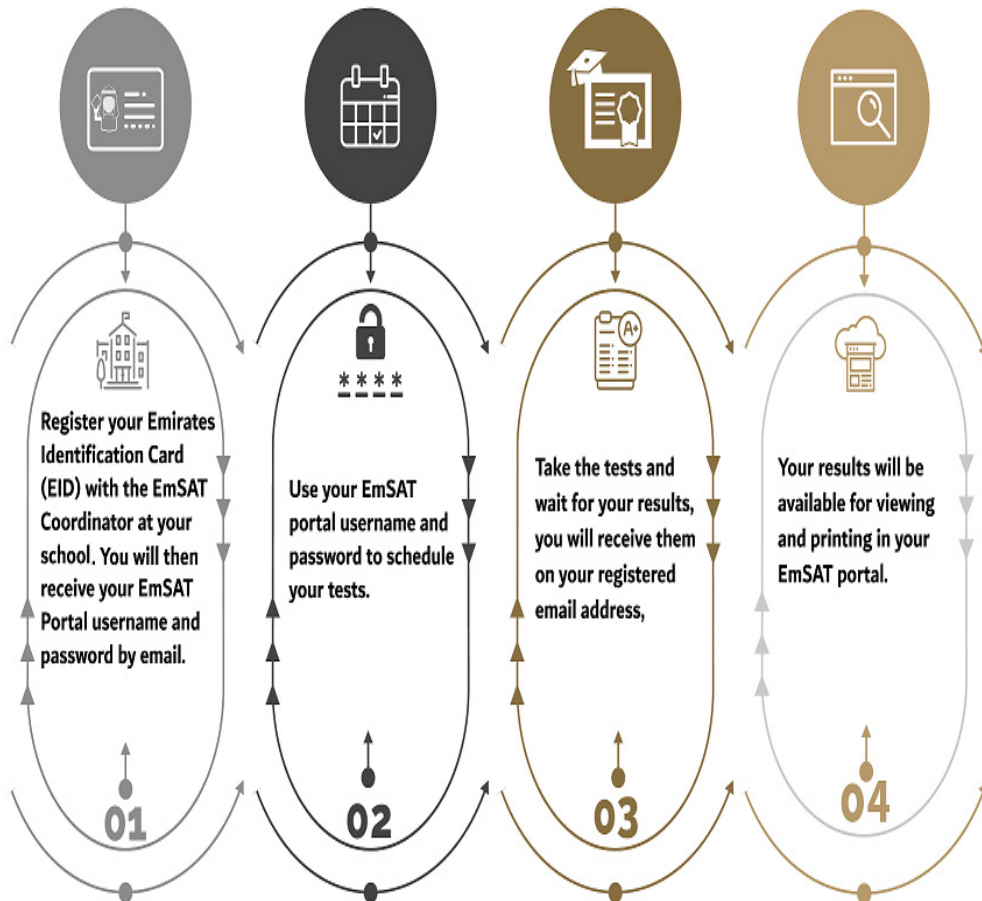 Register your Emirates
Identification Card
(EID) with the EmSAT
Coordinator at your
school. You will then
receive your EmSAT
Portal username and
password by email.
01
Use your EmSAT
portal username and
password to schedule
your tests.
02
A+
Take the tests and
wait for your results,
you will receive them
on your registered
email address,
03
Your results will be
available for viewing
and printing in your
EmSAT portal.
04